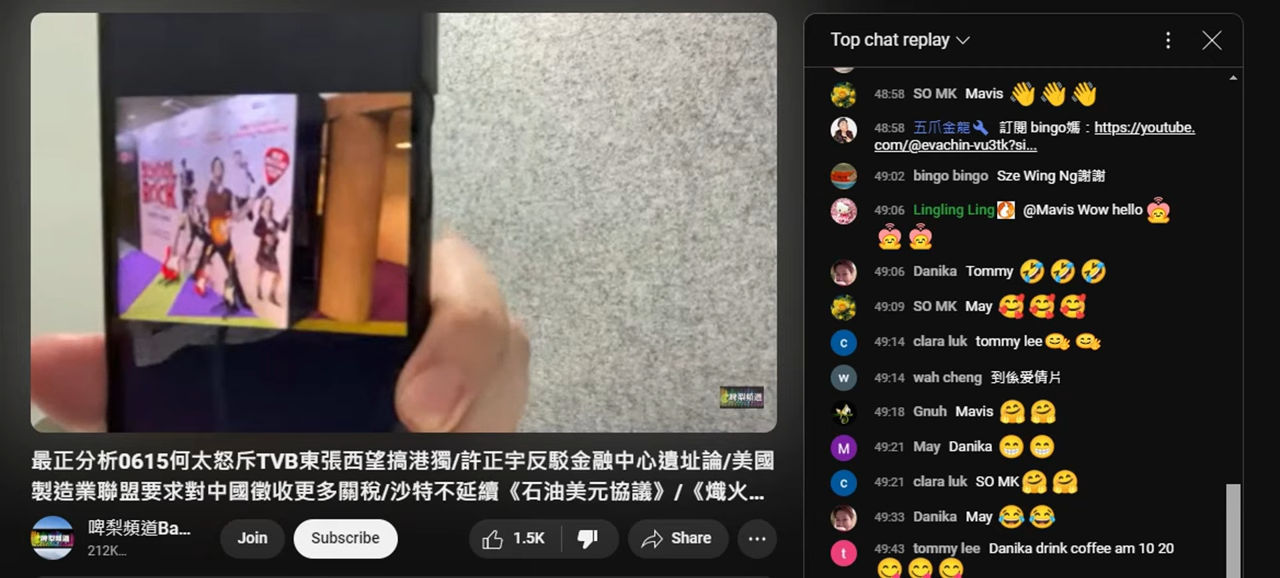 SCHOOL
ROCK
啤梨頻道
最正分析0615何太怒斥TVB東張西望搞港獨/許正宇反駁金融中心遺址論/美國
製造業聯盟要求對中國徵收更多關稅/沙特不延續《石油美元協議》/《熾火...
啤梨頻道Ba...
212K...
Join
Subscribe
1.5K
Share
Top chat replay
48:58 SO MK Mavis 👋👋👋
48:58 五爪金龍🔧 訂閱 bingo媽：https://youtube.
com/@evachin-vu3tk?si...
49:02 bingo bingo Sze Wing Ng謝謝
49:06 Lingling Ling @Mavis Wow hello
49:06 Danika Tommy 🤣🤣🤣
49:09 SO MK May 🥰🥰🥰
c
49:14 clara luk tommy lee
w
49:14 wah cheng 到係爱倩片
49:18 Gnuh Mavis 🤗🤗
M
49:21 May Danika 😁😁
c
49:21 clara luk SO MK 🤗🤗
49:33 Danika May 😂😂
t
49:43 tommy lee Danika drink coffee am 10 20
😋😋😋